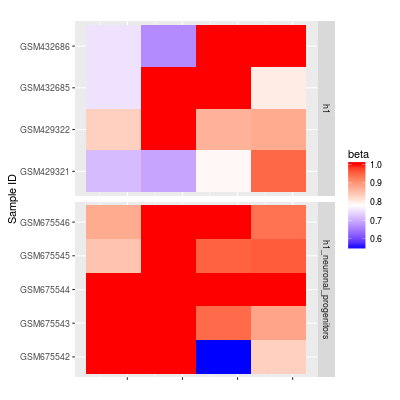 GSM432686
GSM432685
GSM429322
GSM429321
h1
GSM675546
GSM675545
GSM675544
GSM675543
GSM675542
h1_neuronal_progenitors
Sample ID
beta
1.0
0.9
0.8
0.7
0.6